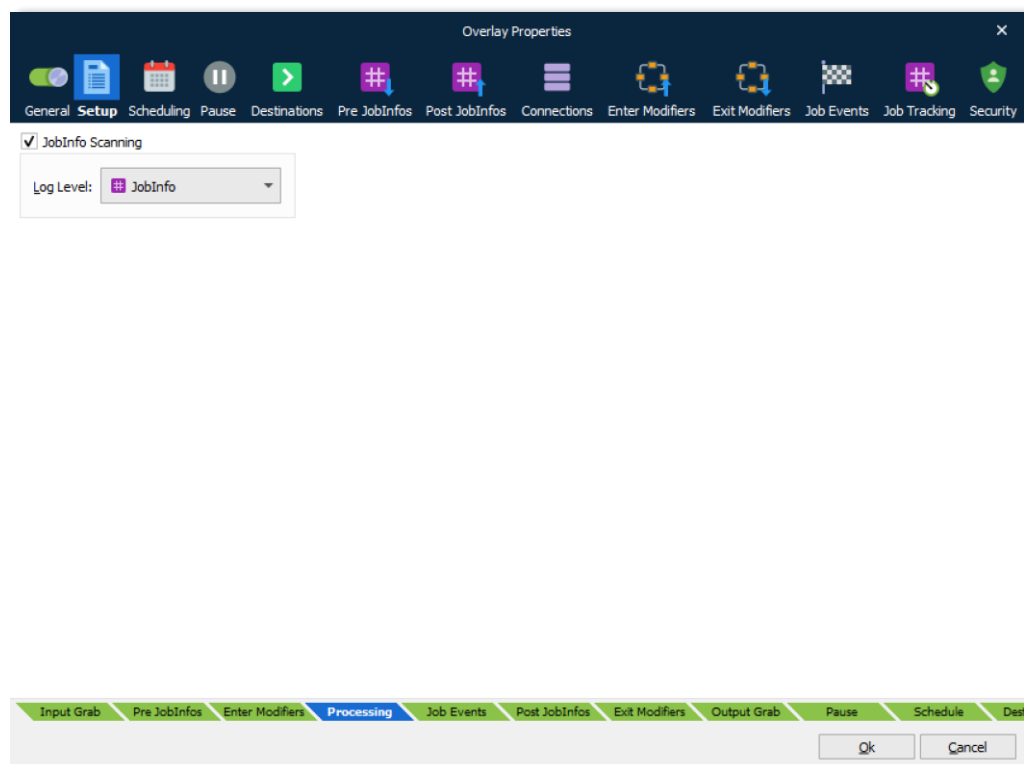 Overlay Properties
General Setup Scheduling Pause Destinations Pre JobInfos Post JobInfos Connections Enter Modifiers Exit Modifiers Job Events Job Tracking Security
JobInfo Scanning
Log Level: JobInfo
Input Grab Pre JobInfos Enter Modifiers Processing Job Events Post JobInfos Exit Modifiers Output Grab Pause Schedule Dest
Ok Cancel